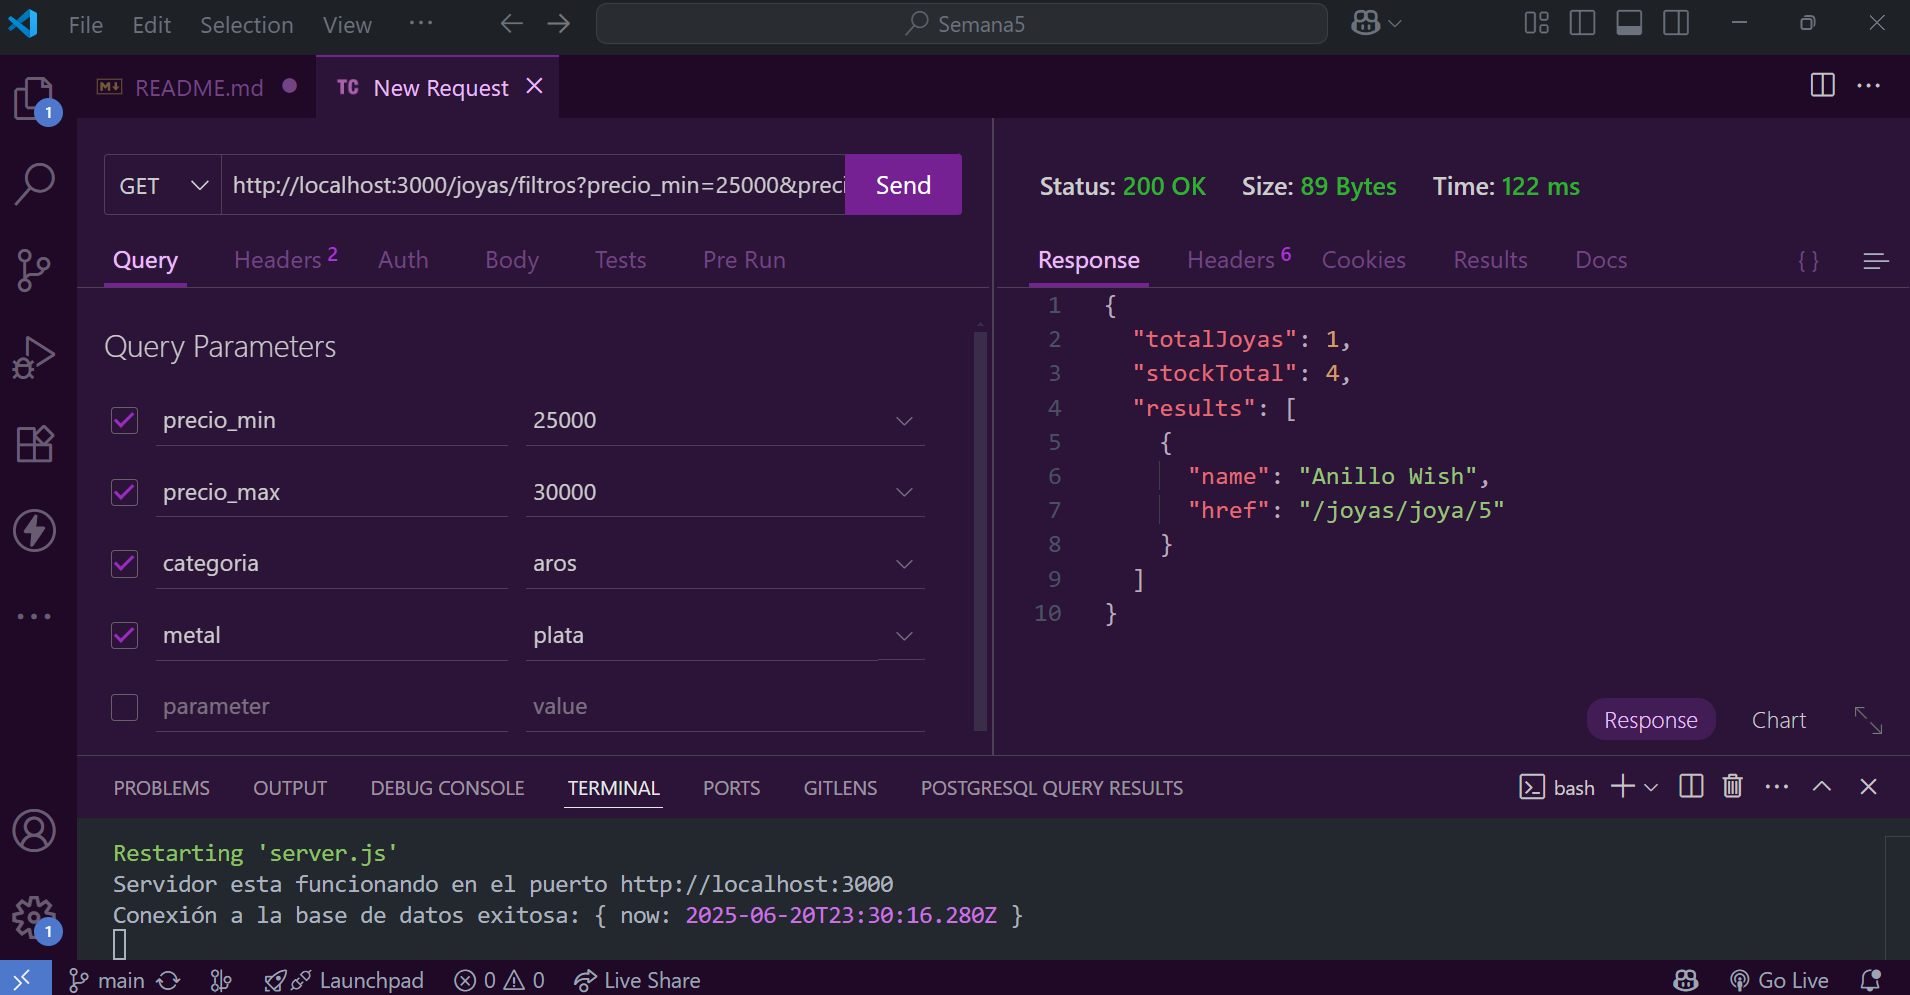 File Edit Selection View ··· Semana5
README.md TC New Request
1
GET http://localhost:3000/joyas/filtros?precio_min=25000&preci Send
Query Headers 2 Auth Body Tests Pre Run
Query Parameters
precio_min 25000
precio_max 30000
categoria aros
metal plata
parameter value
Status: 200 OK Size: 89 Bytes Time: 122 ms
Response Headers 6 Cookies Results Docs { }
1 {
2 "totalJoyas": 1,
3 "stockTotal": 4,
4 "results": [
5 {
6 "name": "Anillo Wish",
7 "href": "/joyas/joya/5"
8 }
9 ]
10 }
Response Chart
PROBLEMS OUTPUT DEBUG CONSOLE TERMINAL PORTS GITLENS POSTGRESQL QUERY RESULTS bash
Restarting 'server.js'
Servidor esta funcionando en el puerto http://localhost:3000
Conexión a la base de datos exitosa: { now: 2025-06-20T23:30:16.280Z }
1
main Launchpad 0 0 Live Share Go Live